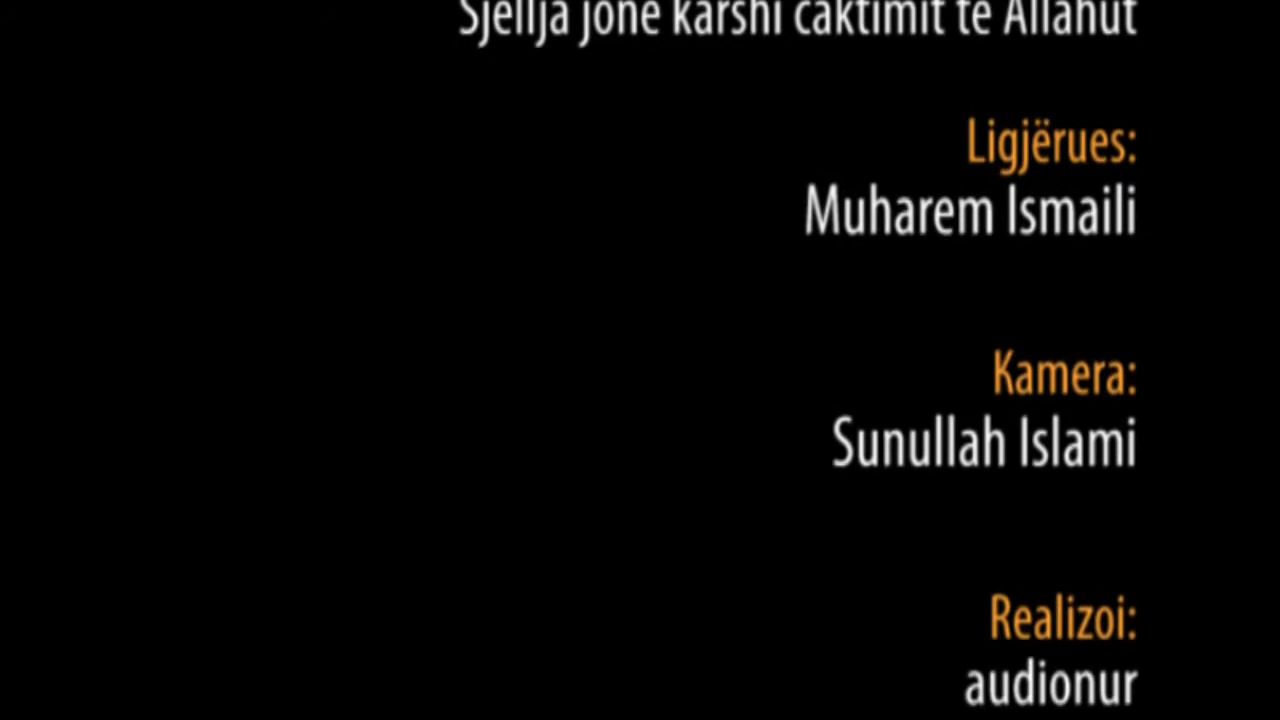 Sjellja jonë karshi caktimit të Allahut
Ligjërues:
Muharem Ismaili
Kamera:
Sunullah Islami
Realizoi:
audionur